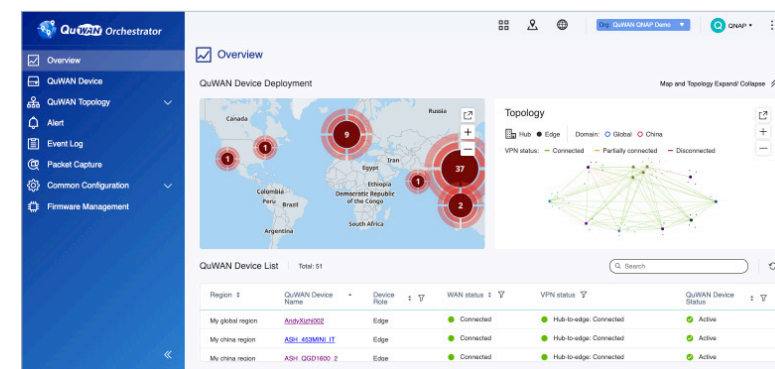 QuWAN Orchestrator
Org: QuWAN QNAP Demo
QNAP
Overview
QuWAN Device
QuWAN Topology
Alert
Event Log
Packet Capture
Common Configuration
Firmware Management
Overview
QuWAN Device Deployment
Map and Topology Expand/ Collapse
Canada
Russia
9
1
1
Iran
Egypt
37
Ethiopia
1
Colombia
Democratic Republic
of the Congo
Peru
Brazil
2
South Africa
Argentina
Topology
Hub Edge Domain: Global China
VPN status: Connected Partially connected Disconnected
QuWAN Device List Total: 51
Search
Region QuWAN Device Name Device Role WAN status VPN status QuWAN Device Status
My global region AndyXizhi002 Edge Connected Hub-to-edge: Connected Active
My china region ASH_453MINI_IT Edge Connected Hub-to-edge: Connected Active
My china region ASH_QGD1600_2 Edge Connected Hub-to-edge: Connected Active